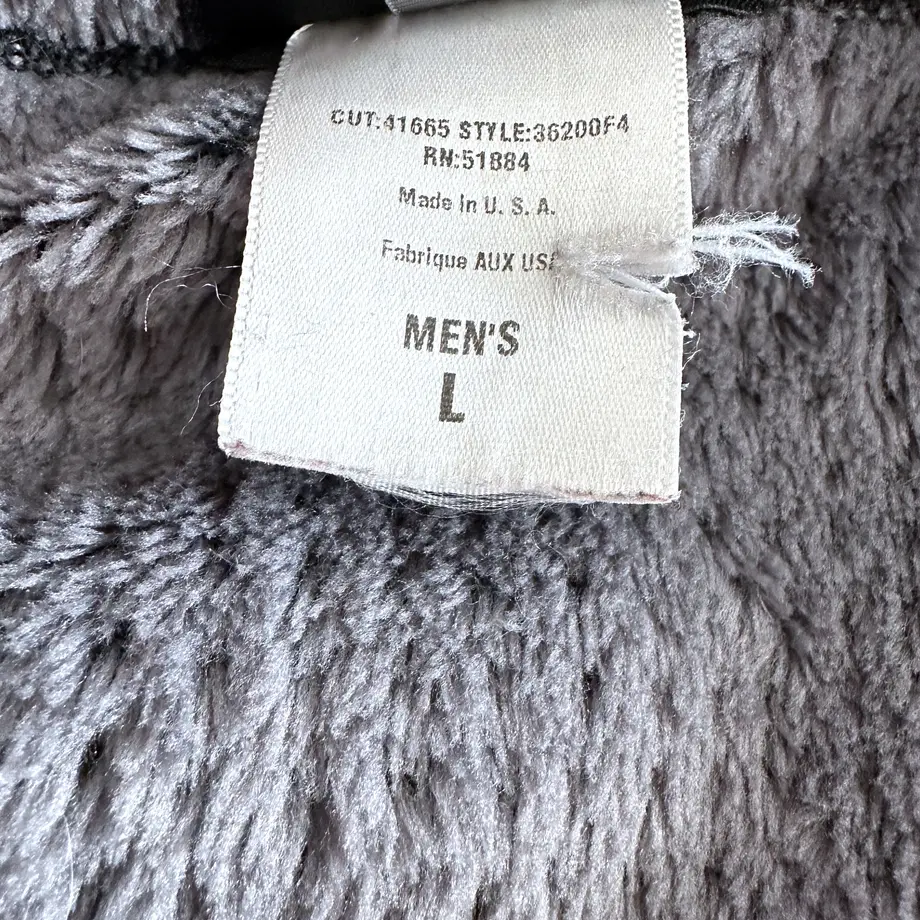 CUT:41665 STYLE:36200F4
RN:51884
Made In U. S. A.
Fabrique AUX USA
MEN'S
L